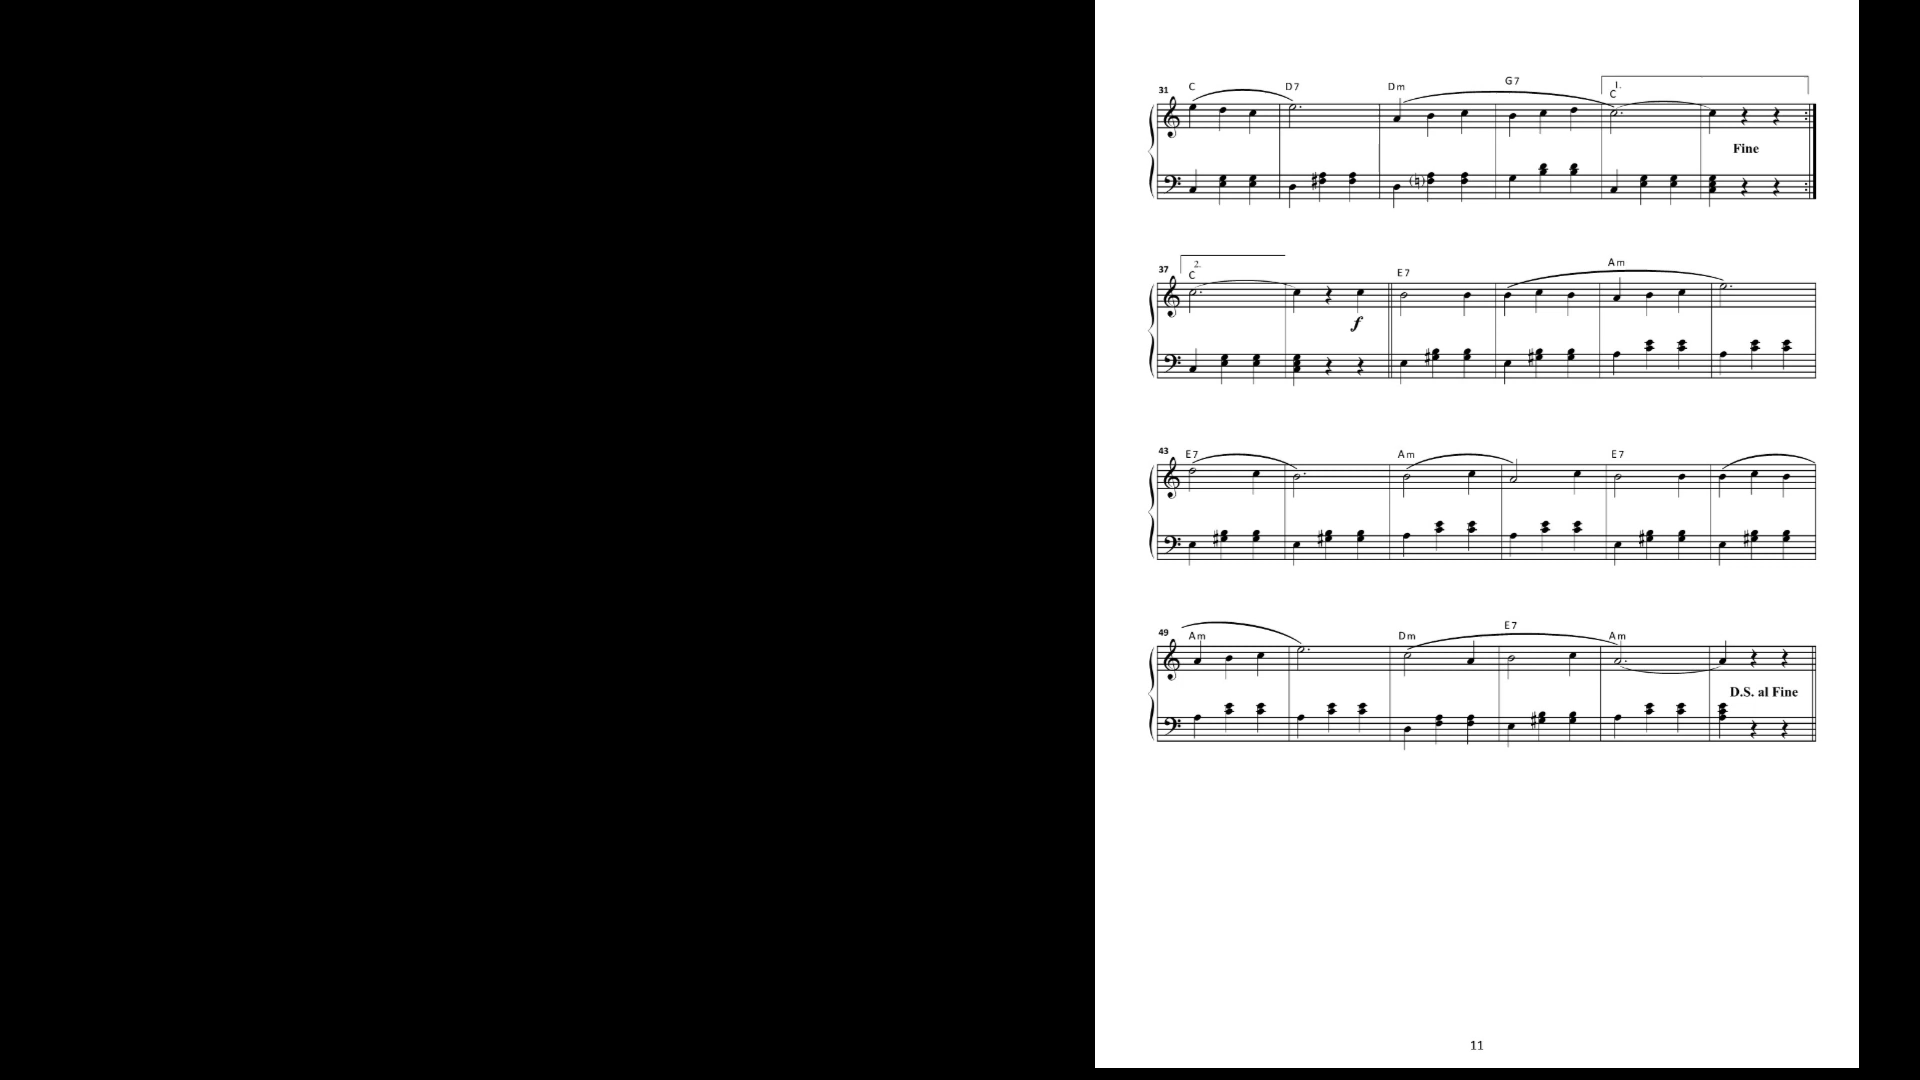 G7
1.
31 C D7 Dm C
Fine
2.
37 C E7 Am
f
43 E7 Am E7
E7
49 Am Dm Am
D.S. al Fine
11